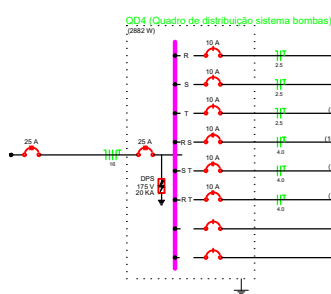 QD4 (Quadro de distribuição sistema bombas)
(2882 W)
10 A
R
2.5
10 A
S
2.5
10 A
T
2.5
(
25 A
16
25 A
10 A
R S
4.0
DPS
175 V
20 KA
10 A
S T
4.0
(
10 A
R T
4.0
(